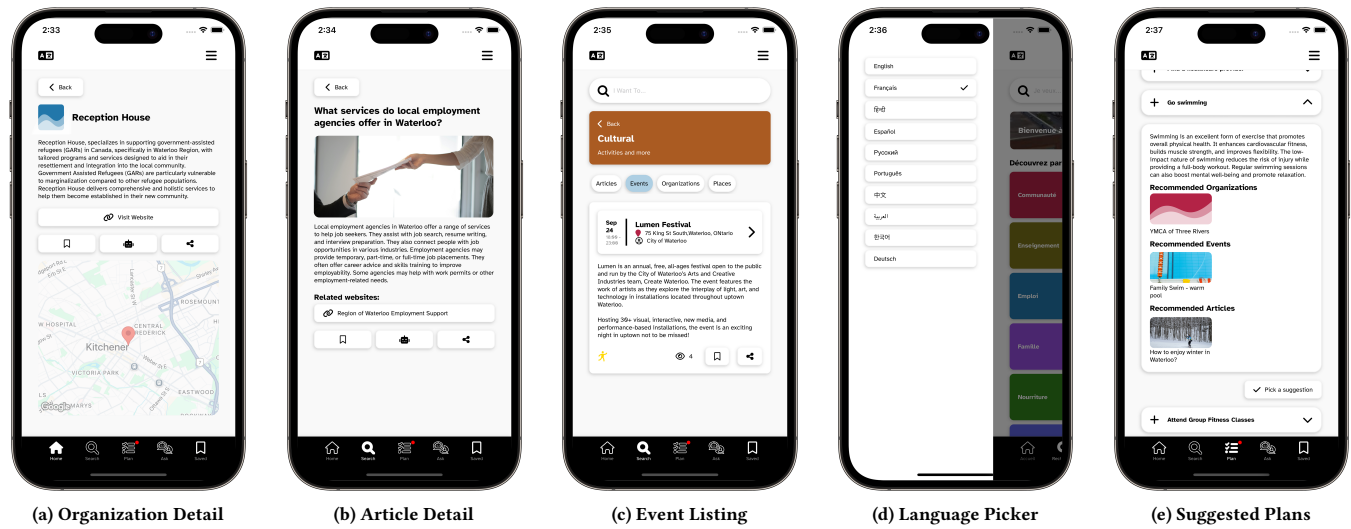 2:33
Back
Reception House
Reception House, specializes in supporting government-assisted
refugees (GARs) in Canada, specifically in Waterloo Region, with
tailored programs and services designed to aid in their
resettlement and integration into the local community.
Government Assisted Refugees (GARs) are particularly vulnerable
to marginalization compared to other refugee populations.
Reception House delivers comprehensive and holistic services to
help them become established in their new community.
Visit Website
ROSEMOUNT
W HOSPITAL
CENTRAL
FREDERICK
Kitchener
VICTORIA PARK
EASTWOOD
MARYS
Google
Home
Search
Plan
Ask
Saved
(a) Organization Detail
2:34
Back
What services do local employment
agencies offer in Waterloo?
Local employment agencies in Waterloo offer a range of services
to help job seekers. They assist with job search, resume writing,
and interview preparation. They also connect people with job
opportunities in various industries. Employment agencies may
provide temporary, part-time, or full-time job placements. They
often offer career advice and skills training to improve
employability. Some agencies may help with work permits or other
employment-related needs.
Related websites:
Region of Waterloo Employment Support
Home
Search
Plan
Ask
Saved
(b) Article Detail
2:35
I Want To...
Back
Cultural
Activities and more
Articles
Events
Organizations
Places
Sep
24
Lumen Festival
75 King St South,Waterloo, ONtario
City of Waterloo
Lumen is an annual, free, all-ages festival open to the public
and run by the City of Waterloo's Arts and Creative
Industries team, Create Waterloo. The event features the
work of artists as they explore the interplay of light, art, and
technology in installations located throughout uptown
Waterloo.
Hosting 30+ visual, interactive, new media, and
performance-based installations, the event is an exciting
night in uptown not to be missed!
4
Home
Search
Plan
Ask
Saved
(c) Event Listing
2:36
English
Français
हिन्दी
Español
Русский
Português
中文
العربية
한국어
Deutsch
Bienvenue à
Découvrez par
Communauté
Enseignement
Emploi
Famille
Nourriture
Accueil
(d) Language Picker
2:37
Go swimming
Swimming is an excellent form of exercise that promotes
overall physical health. It enhances cardiovascular fitness,
builds muscle strength, and improves flexibility. The low-
impact nature of swimming reduces the risk of injury while
providing a full-body workout. Regular swimming sessions
can also boost mental well-being and promote relaxation.
Recommended Organizations
YMCA of Three Rivers
Recommended Events
Family Swim - warm
pool
Recommended Articles
How to enjoy winter in
Waterloo?
Pick a suggestion
Attend Group Fitness Classes
Home
Search
Plan
Ask
Saved
(e) Suggested Plans